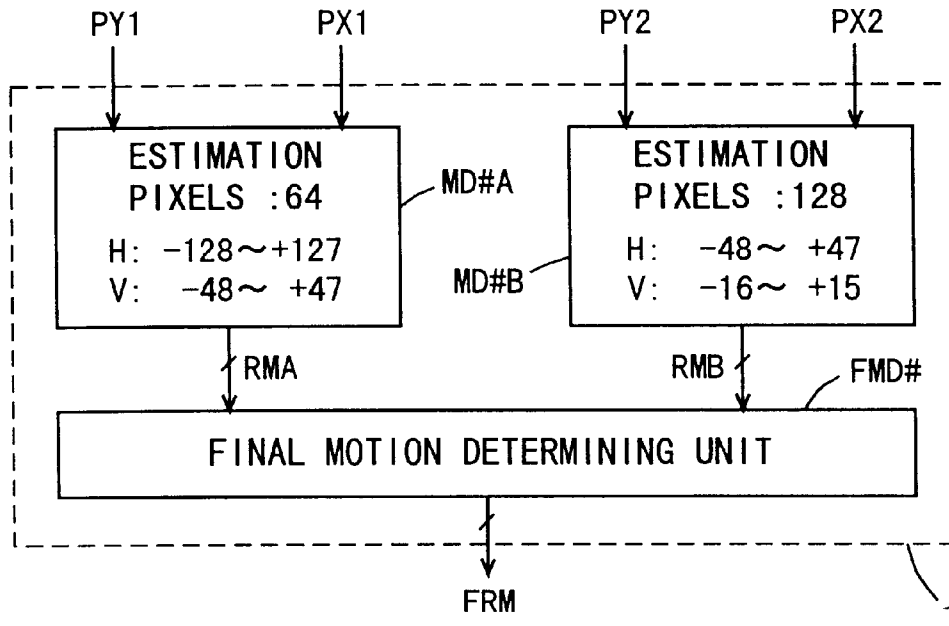 PY1 PX1 PY2 PX2
ESTIMATION
PIXELS :64
H: -128～+127
V: -48～ +47
MD#A
ESTIMATION
PIXELS :128
H: -48～ +47
V: -16～ +15
MD#B
RMA
RMB
FMD#
FINAL MOTION DETERMINING UNIT
FRM